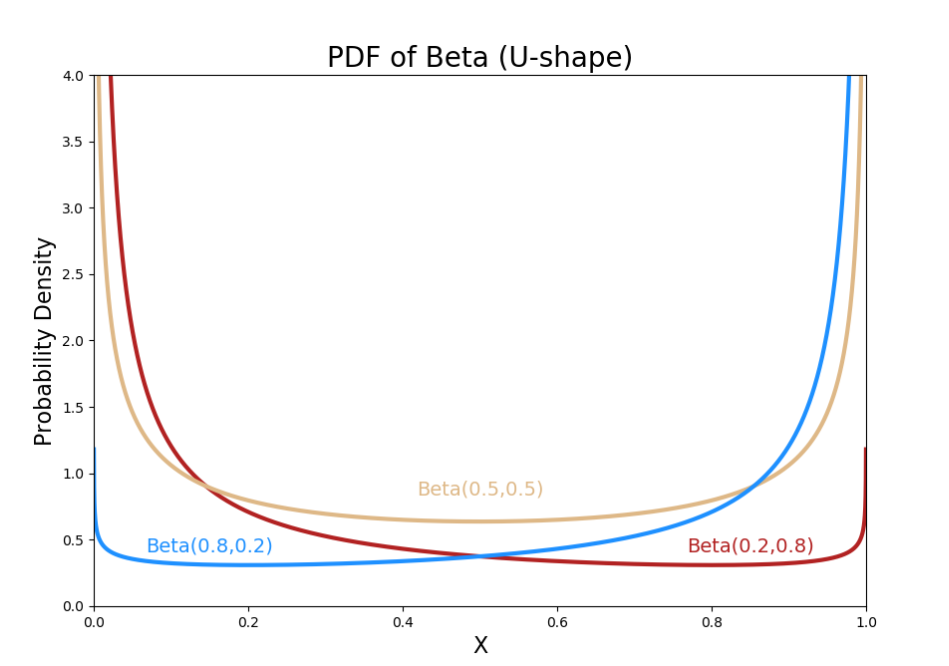 PDF of Beta (U-shape)
4.0
3.5
3.0
2.5
2.0
1.5
1.0
0.5
0.0
Probability Density
Beta(0.5,0.5)
Beta(0.8,0.2)
Beta(0.2,0.8)
0.0 0.2 0.4 0.6 0.8 1.0
X